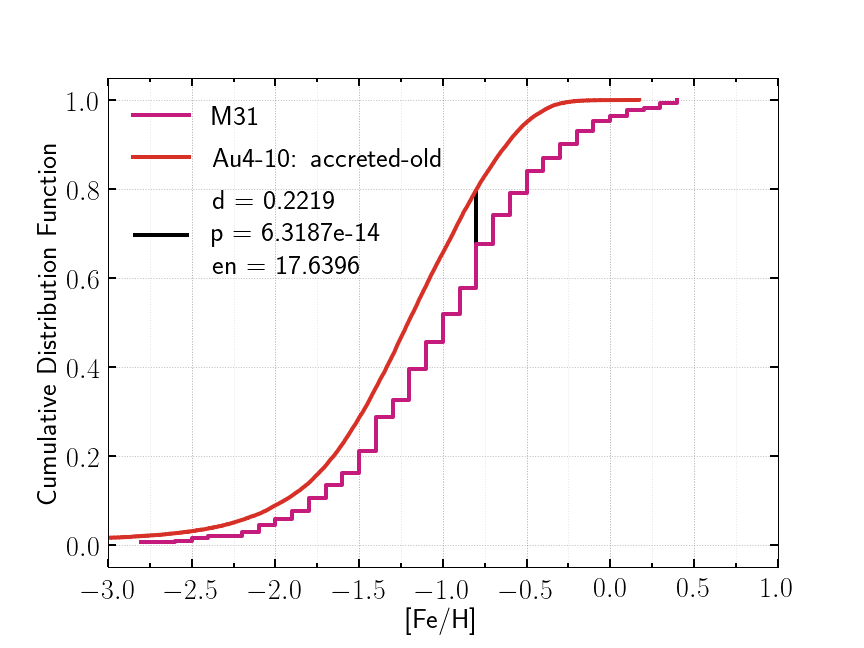 M31
Au4-10: accreted-old
d = 0.2219
p = 6.3187e-14
en = 17.6396
Cumulative Distribution Function
1.0
0.8
0.6
0.4
0.2
0.0
−3.0 −2.5 −2.0 −1.5 −1.0 −0.5 0.0 0.5 1.0
[Fe/H]